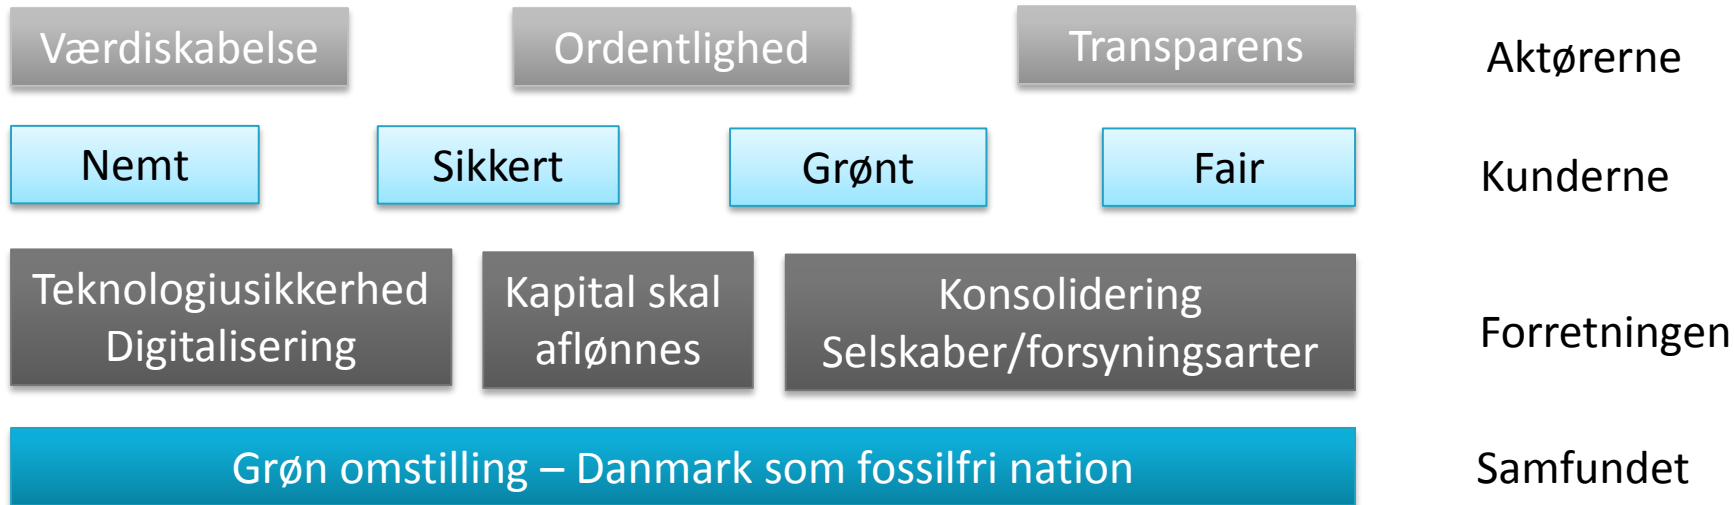 Værdiskabelse
Ordentlighed
Transparens
Aktørerne
Nemt
Sikkert
Grønt
Fair
Kunderne
Teknologiusikkerhed
Digitalisering
Kapital skal
aflønnes
Konsolidering
Selskaber/forsyningsarter
Forretningen
Grøn omstilling – Danmark som fossilfri nation
Samfundet